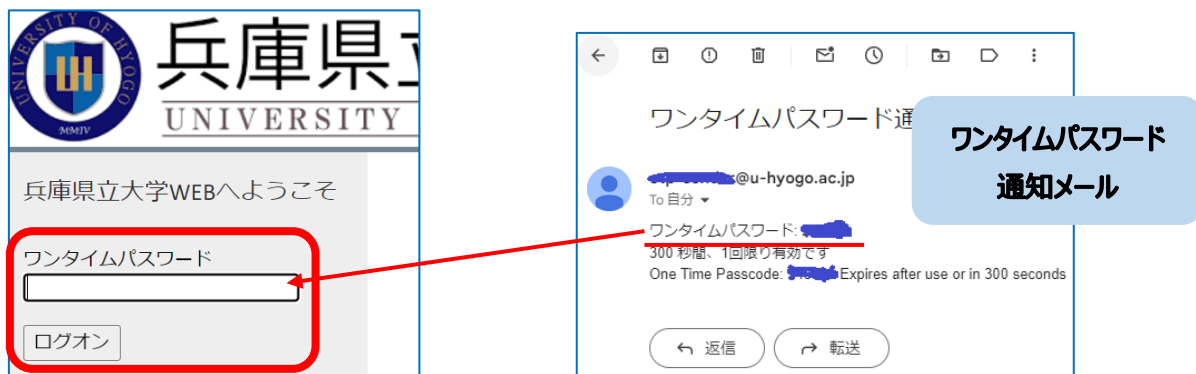 UNIVERSITY OF HYOGO
UH
MMIV
兵庫県立
UNIVERSITY
兵庫県立大学WEBへようこそ
ワンタイムパスワード
ログオン
ワンタイムパスワード通
ワンタイムパスワード
通知メール
@u-hyogo.ac.jp
To 自分
ワンタイムパスワード:
300 秒間、1回限り有効です
One Time Passcode: Expires after use or in 300 seconds
返信
転送